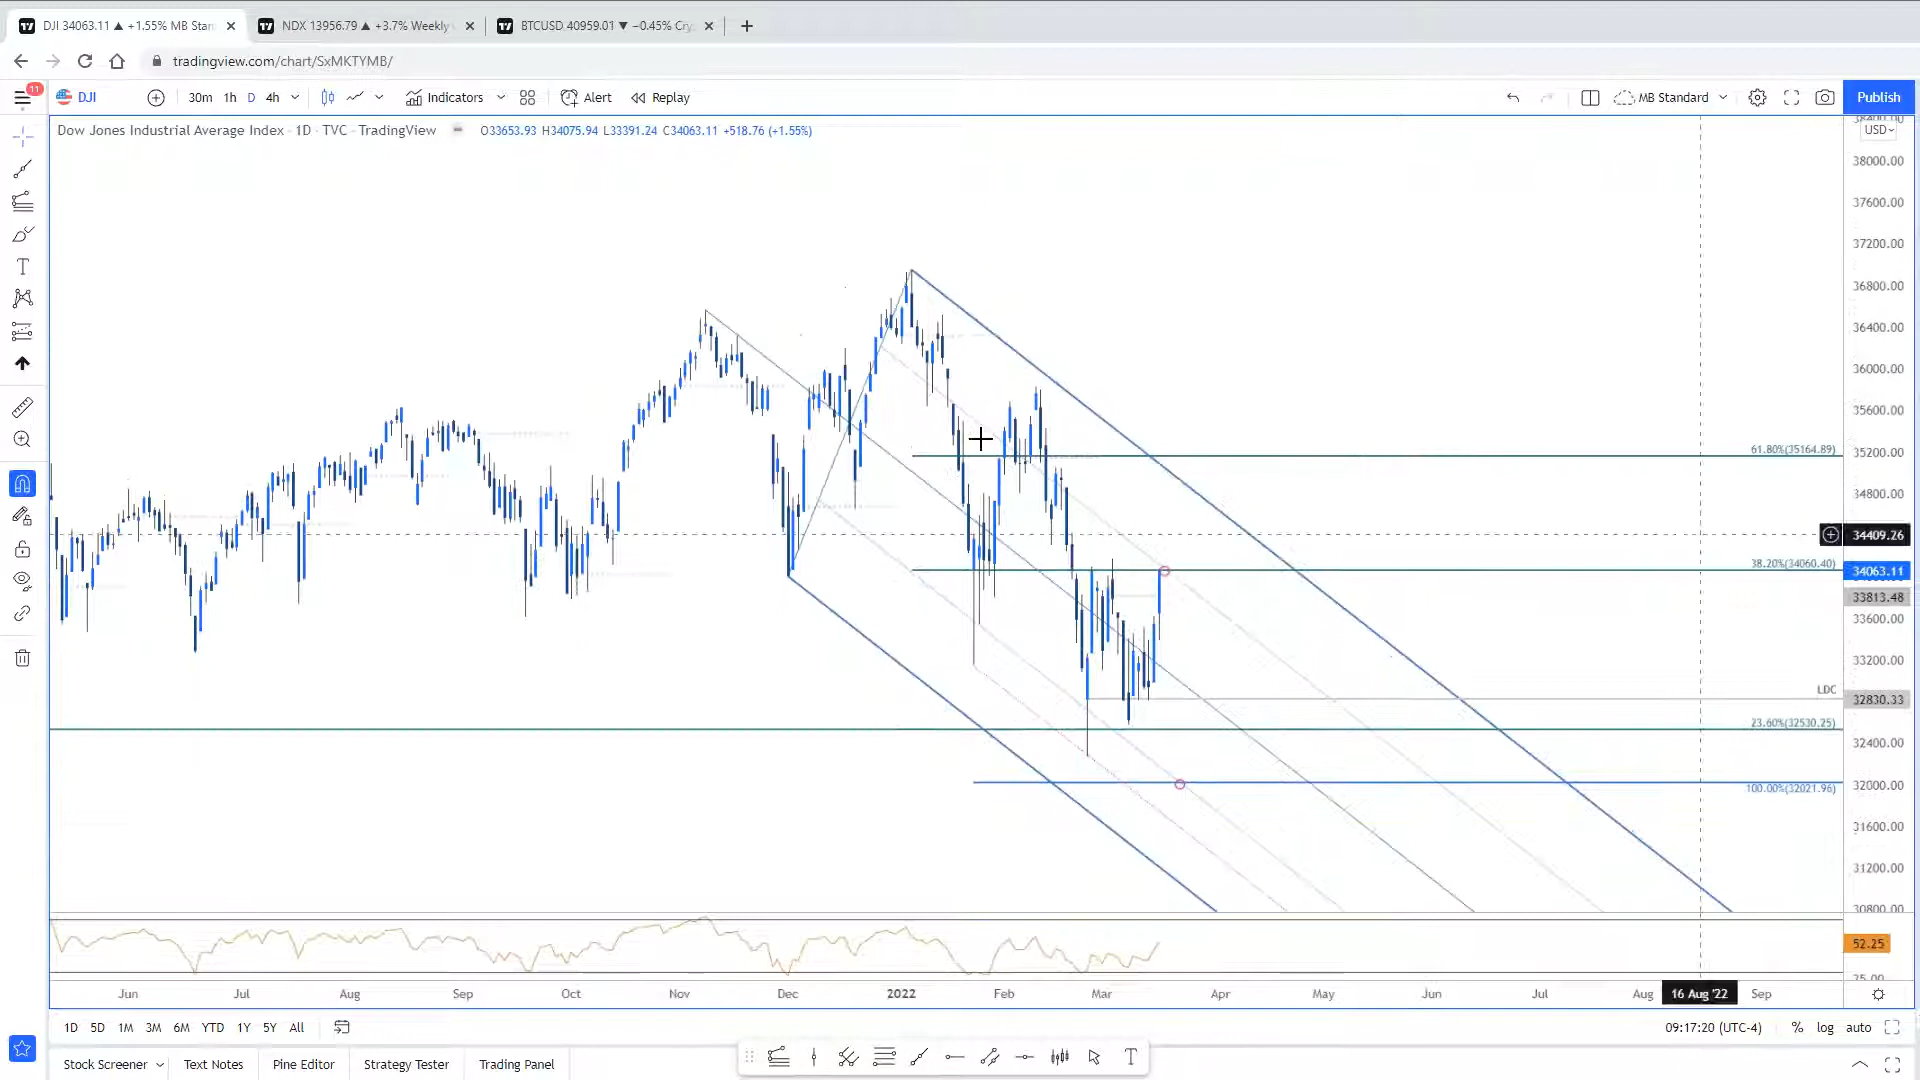 DJI 34063.11 ▲ +1.55% MB Stan
NDX 13956.79 ▲ +3.7% Weekly
BTCUSD 40959.01 ▼ −0.45% Cry
tradingview.com/chart/SxMKTYMB/
11
DJI
30m 1h D 4h
Indicators
Alert
Replay
MB Standard
Publish
Dow Jones Industrial Average Index · 1D · TVC · TradingView
O33653.93 H34075.94 L33391.24 C34063.11 +518.76 (+1.55%)
38400.00
USD
38000.00
37600.00
37200.00
36800.00
36400.00
36000.00
35600.00
61.80%(35164.89)
35200.00
34800.00
34409.26
38.20%(34060.40)
34063.11
33813.48
33600.00
33200.00
LDC
32830.33
23.60%(32530.25)
32400.00
32000.00
100.00%(32021.96)
31600.00
31200.00
30800.00
52.25
25.00
Jun Jul Aug Sep Oct Nov Dec 2022 Feb Mar Apr May Jun Jul Aug 16 Aug '22 Sep
1D 5D 1M 3M 6M YTD 1Y 5Y All
09:17:20 (UTC-4) % log auto
Stock Screener Text Notes Pine Editor Strategy Tester Trading Panel